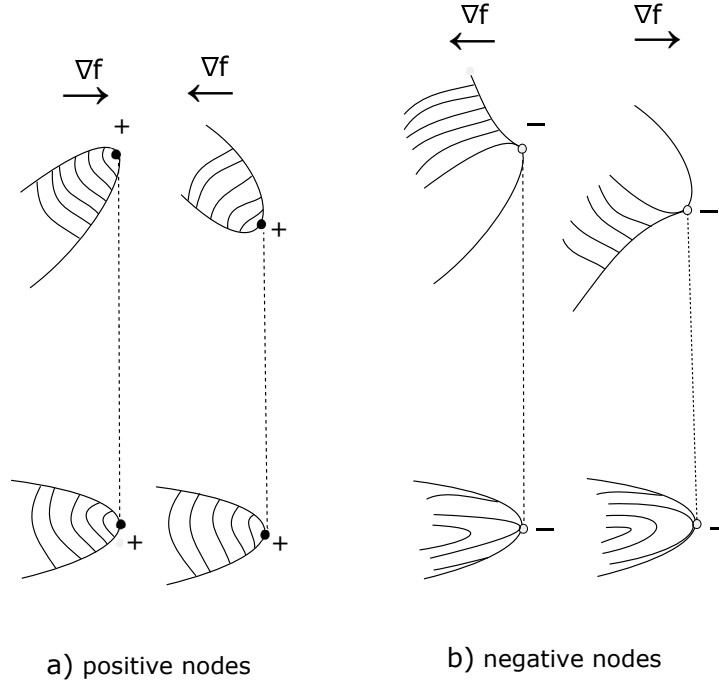 ∇f
∇f
∇f
∇f
+
+
−
−
+
+
−
−
a) positive nodes
b) negative nodes